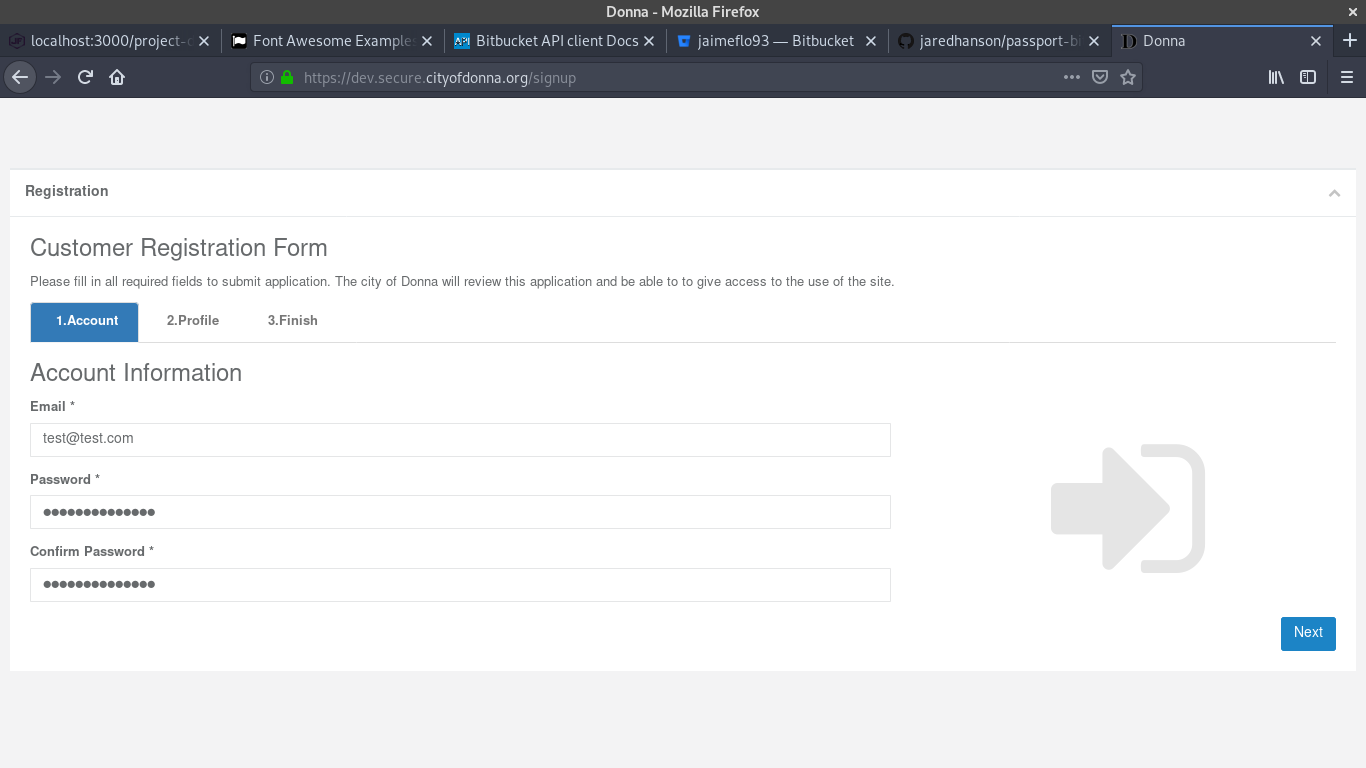 Donna - Mozilla Firefox
localhost:3000/project-
Font Awesome Example
Bitbucket API client Docs
jaimeflo93 — Bitbucket
jaredhanson/passport-bi
Donna
https://dev.secure.cityofdonna.org/signup
Registration
Customer Registration Form
Please fill in all required fields to submit application. The city of Donna will review this application and be able to to give access to the use of the site.
1.Account
2.Profile
3.Finish
Account Information
Email *
test@test.com
Password *
●●●●●●●●●●●●●●
Confirm Password *
●●●●●●●●●●●●●●
Next